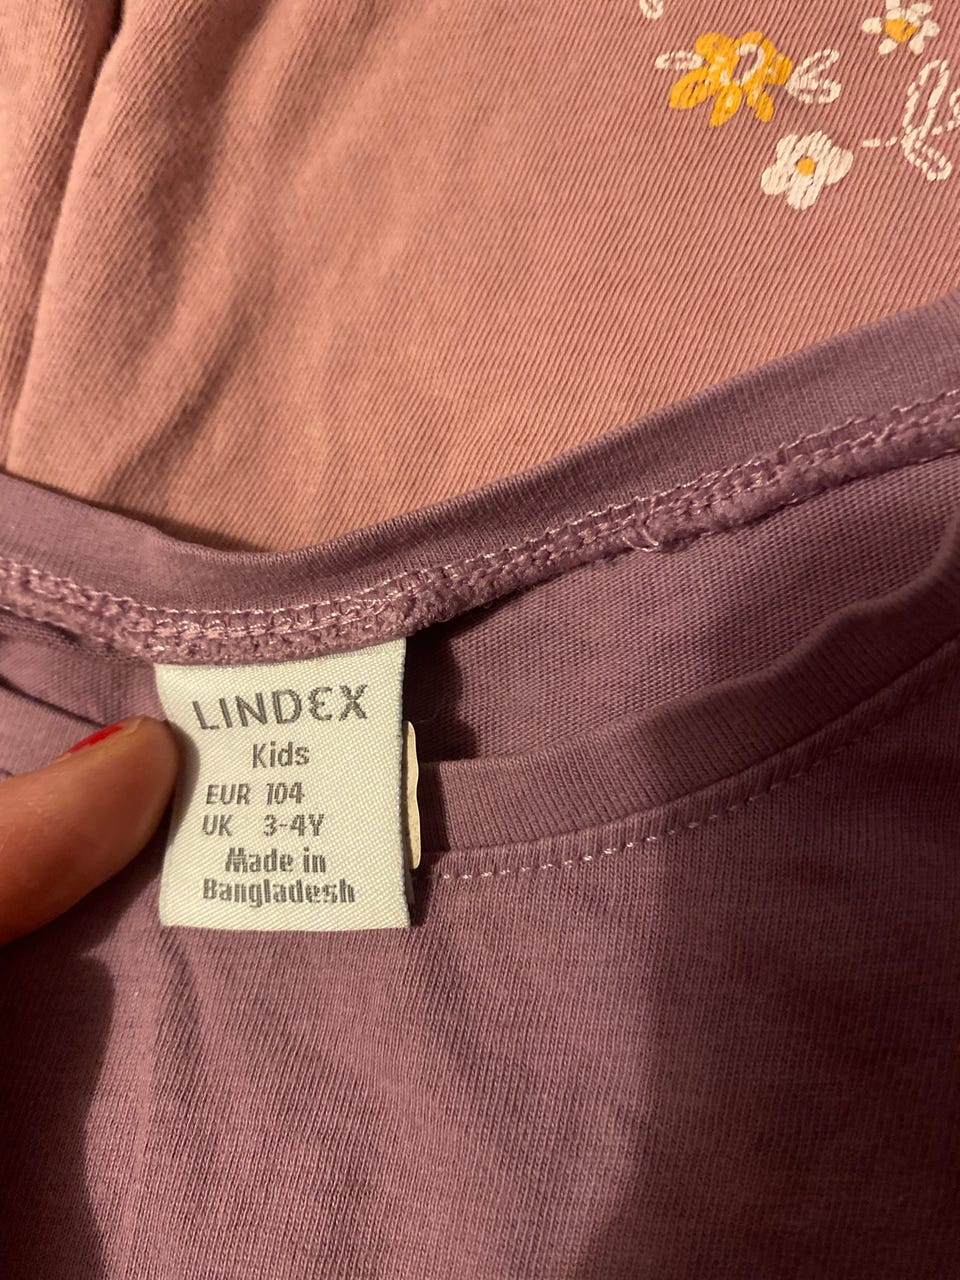 LINDEX
Kids
EUR 104
UK 3-4Y
Made in
Bangladesh